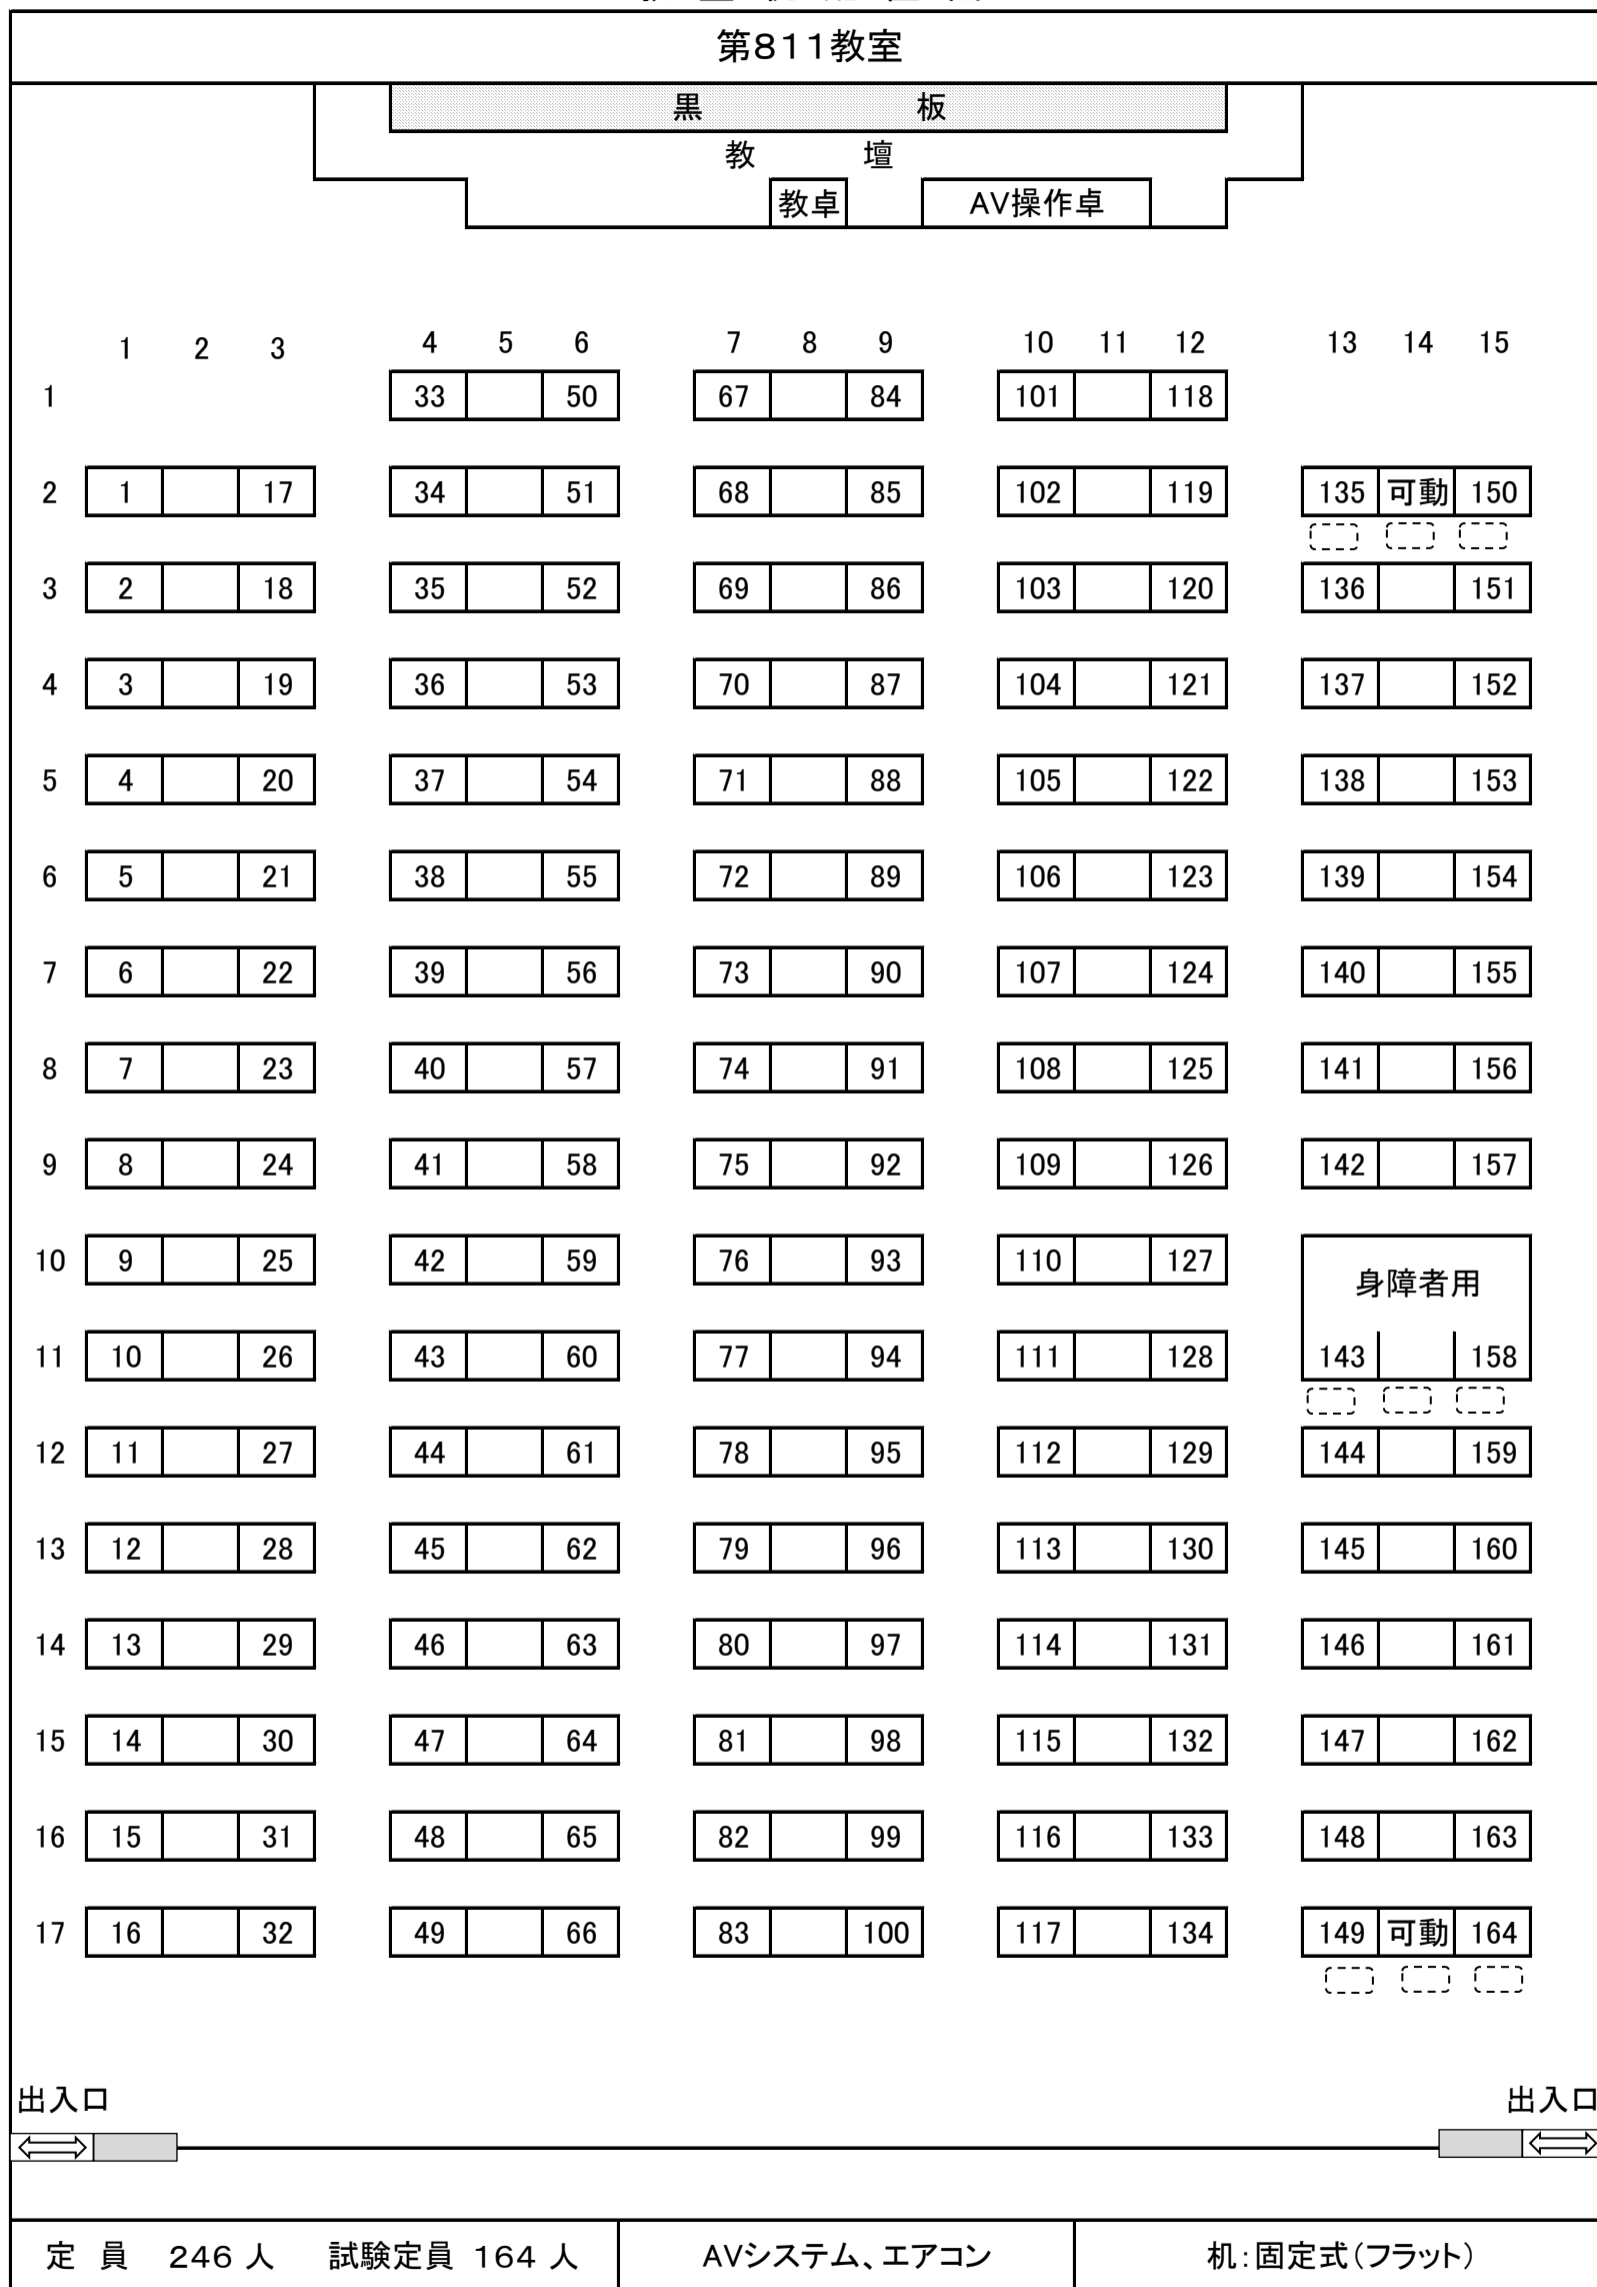 第811教室
黒 板
教 壇
教卓 AV操作卓
1 2 3 4 5 6 7 8 9 10 11 12 13 14 15
1 33 50 67 84 101 118
2 1 17 34 51 68 85 102 119 135 可動 150
3 2 18 35 52 69 86 103 120 136 151
4 3 19 36 53 70 87 104 121 137 152
5 4 20 37 54 71 88 105 122 138 153
6 5 21 38 55 72 89 106 123 139 154
7 6 22 39 56 73 90 107 124 140 155
8 7 23 40 57 74 91 108 125 141 156
9 8 24 41 58 75 92 109 126 142 157
10 9 25 42 59 76 93 110 127 身障者用
11 10 26 43 60 77 94 111 128 143 158
12 11 27 44 61 78 95 112 129 144 159
13 12 28 45 62 79 96 113 130 145 160
14 13 29 46 63 80 97 114 131 146 161
15 14 30 47 64 81 98 115 132 147 162
16 15 31 48 65 82 99 116 133 148 163
17 16 32 49 66 83 100 117 134 149 可動 164
出入口 出入口
定 員 246 人 試験定員 164 人 AVシステム、エアコン 机:固定式(フラット)